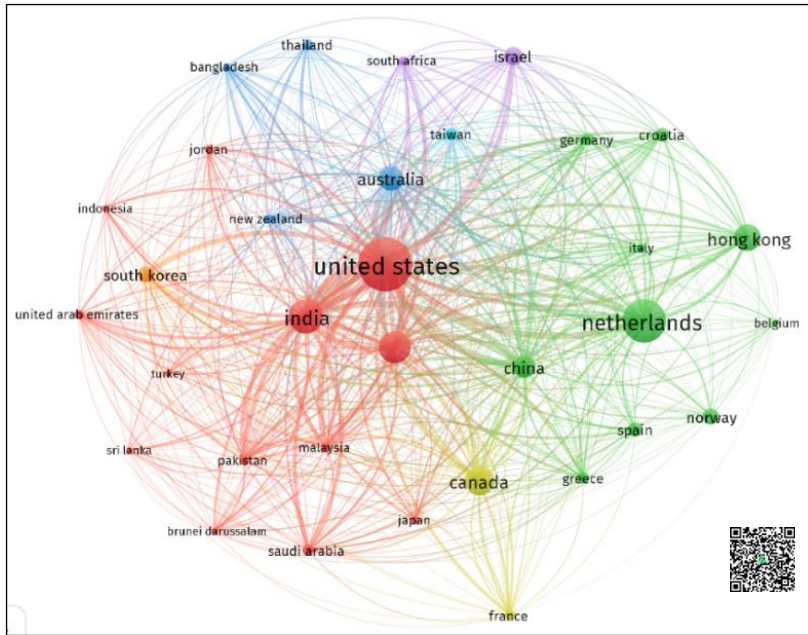 thailand
bangladesh
south africa
israel
taiwan
germany
croatia
jordan
australia
indonesia
new zealand
hong kong
italy
united states
south korea
united arab emirates
india
netherlands
belgium
china
turkey
norway
spain
malaysia
sri lanka
pakistan
canada
greece
japan
brunei darussalam
saudi arabia
france